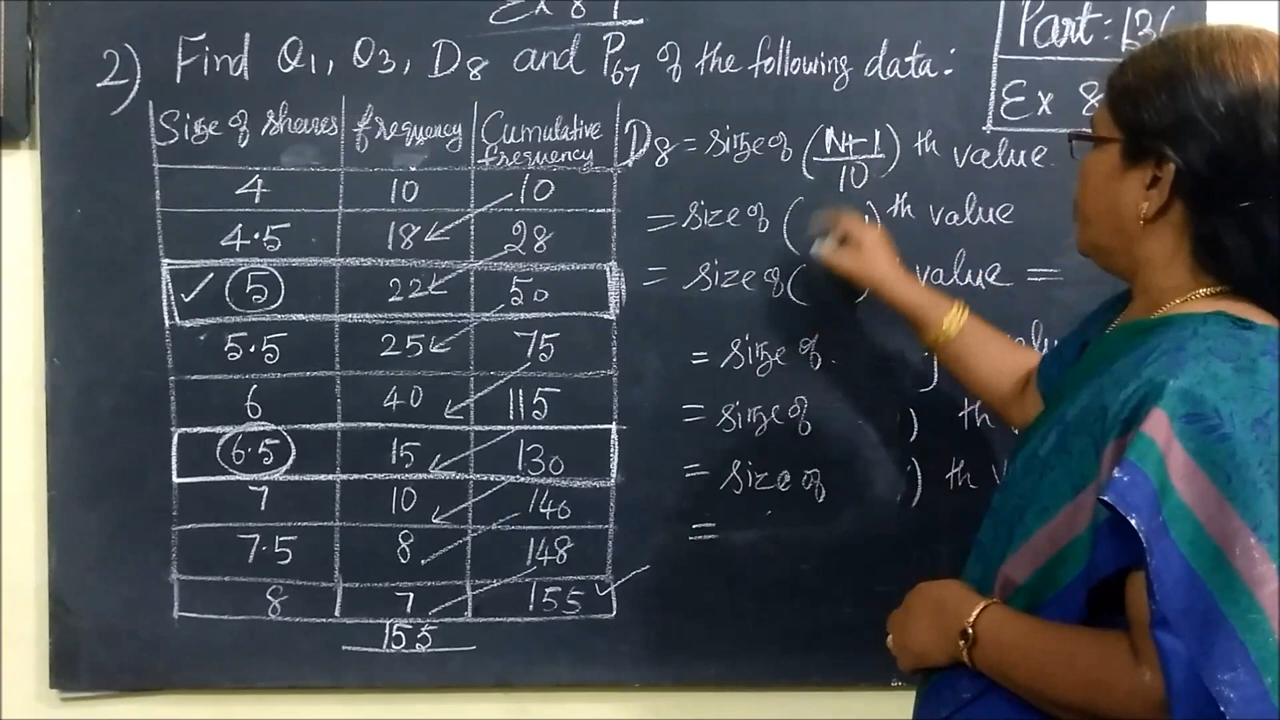 Ex 8.1
Part: 136
Ex 8
2) Find Q1, Q3, D8 and P67 of the following data:
Size of shares frequency Cumulative frequency
4 10 10
4.5 18 28
✓ 5 22 50
5.5 25 75
6 40 115
6.5 15 130
7 10 140
7.5 8 148
8 7 155 ✓
155
D8 = size of (N+1/10) th value
= size of ( ) th value
= size of ( ) value =
= size of
= size of ) th
= size of ) th
=